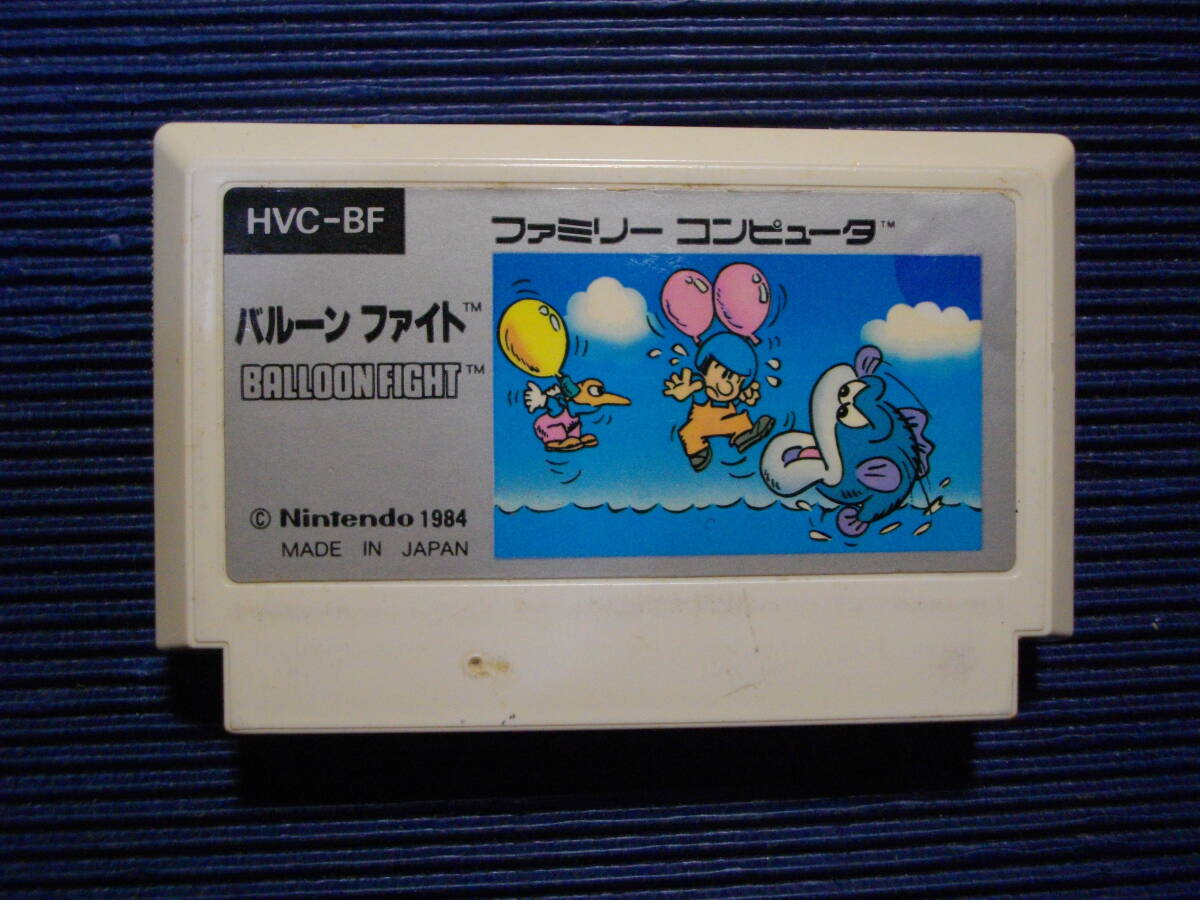 HVC-BF
ファミリー コンピュータ™
バルーン ファイト™
BALLOON FIGHT™
© Nintendo 1984
MADE IN JAPAN